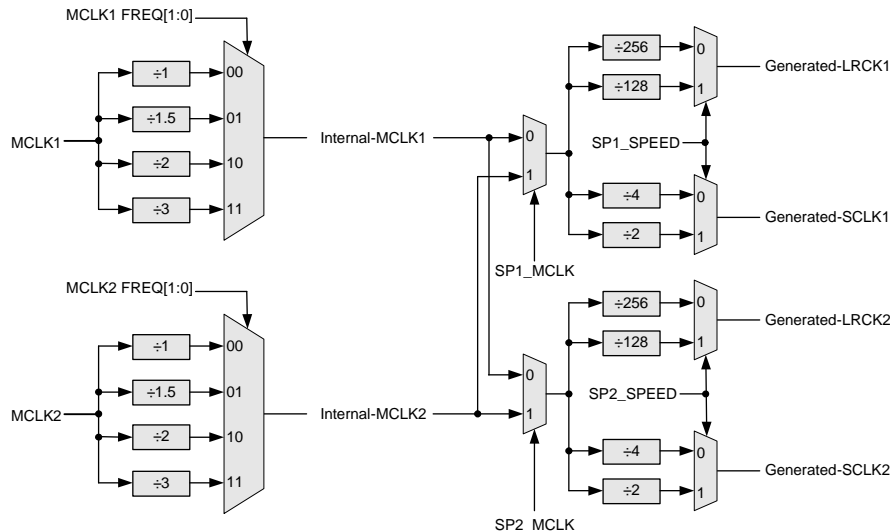 MCLK1 FREQ[1:0]
÷1
00
÷1.5
01
MCLK1
÷2
10
÷3
11
Internal-MCLK1
0
1
SP1_MCLK
÷256
0
÷128
1
Generated-LRCK1
SP1_SPEED
÷4
0
÷2
1
Generated-SCLK1
MCLK2 FREQ[1:0]
÷1
00
÷1.5
01
MCLK2
÷2
10
÷3
11
Internal-MCLK2
0
1
SP2_MCLK
÷256
0
÷128
1
Generated-LRCK2
SP2_SPEED
÷4
0
÷2
1
Generated-SCLK2